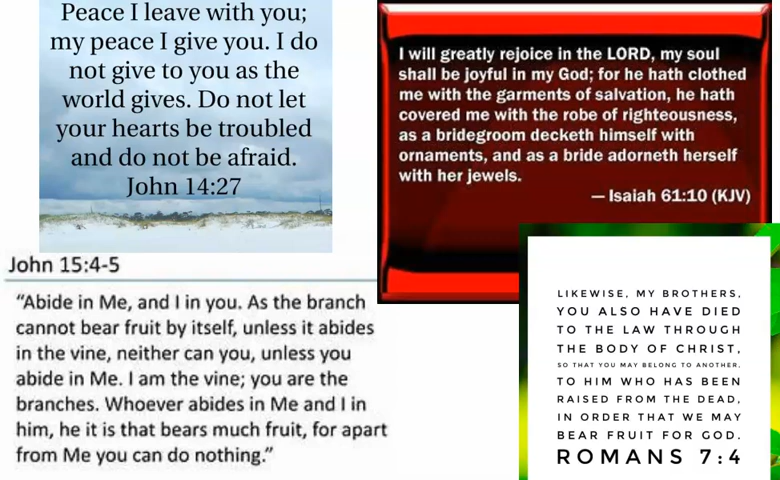 Peace I leave with you;
my peace I give you. I do
not give to you as the
world gives. Do not let
your hearts be troubled
and do not be afraid.
John 14:27
I will greatly rejoice in the LORD, my soul
shall be joyful in my God; for he hath clothed
me with the garments of salvation, he hath
covered me with the robe of righteousness,
as a bridegroom decketh himself with
ornaments, and as a bride adorneth herself
with her jewels.
— Isaiah 61:10 (KJV)
John 15:4-5
“Abide in Me, and I in you. As the branch
cannot bear fruit by itself, unless it abides
in the vine, neither can you, unless you
abide in Me. I am the vine; you are the
branches. Whoever abides in Me and I in
him, he it is that bears much fruit, for apart
from Me you can do nothing.”
LIKEWISE, MY BROTHERS,
YOU ALSO HAVE DIED
TO THE LAW THROUGH
THE BODY OF CHRIST,
SO THAT YOU MAY BELONG TO ANOTHER,
TO HIM WHO HAS BEEN
RAISED FROM THE DEAD,
IN ORDER THAT WE MAY
BEAR FRUIT FOR GOD.
ROMANS 7:4